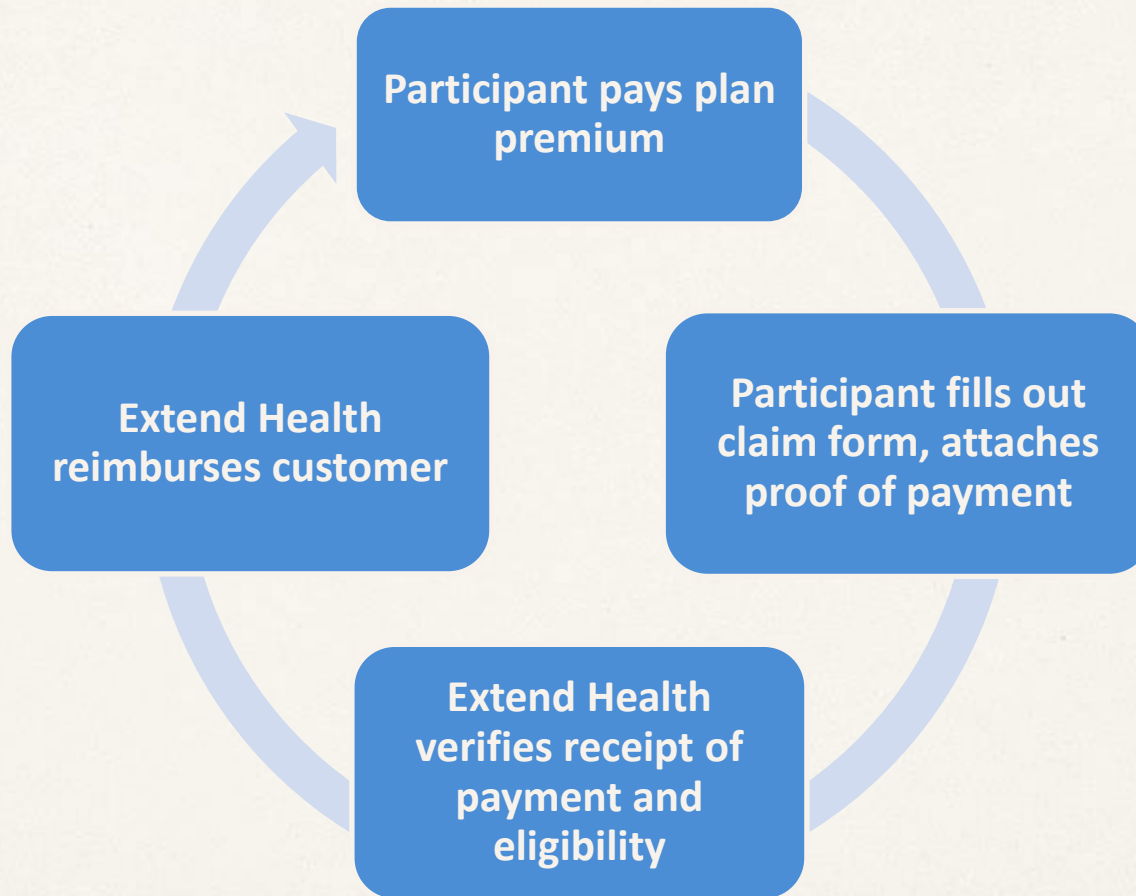 Participant pays plan
premium
Participant fills out
claim form, attaches
proof of payment
Extend Health
verifies receipt of
payment and
eligibility
Extend Health
reimburses customer